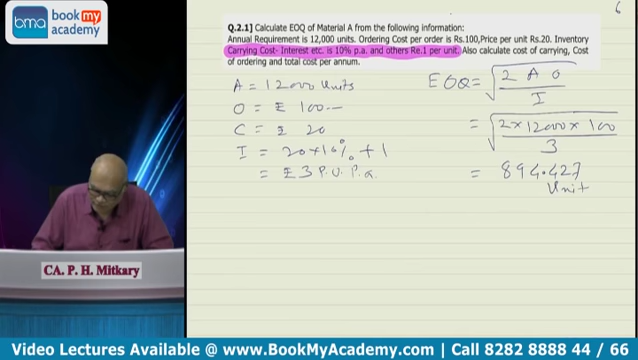 6
bma book my academy
Q.2.1] Calculate EOQ of Material A from the following information:
Annual Requirement is 12,000 units. Ordering Cost per order is Rs.100,Price per unit Rs.20. Inventory
Carrying Cost- Interest etc. is 10% p.a. and others Re.1 per unit. Also calculate cost of carrying, Cost
of ordering and total cost per annum.
A = 12000 Units
O = ₹ 100—
C = ₹ 20
I = 20×10% + 1
= ₹3 P.U. P.a.
EOQ = √2 A O / I
= √2×12000×100 / 3
= 894.427
Unit
CA. P. H. Mitkary
Video Lectures Available @ www.BookMyAcademy.com | Call 8282 8888 44 / 66